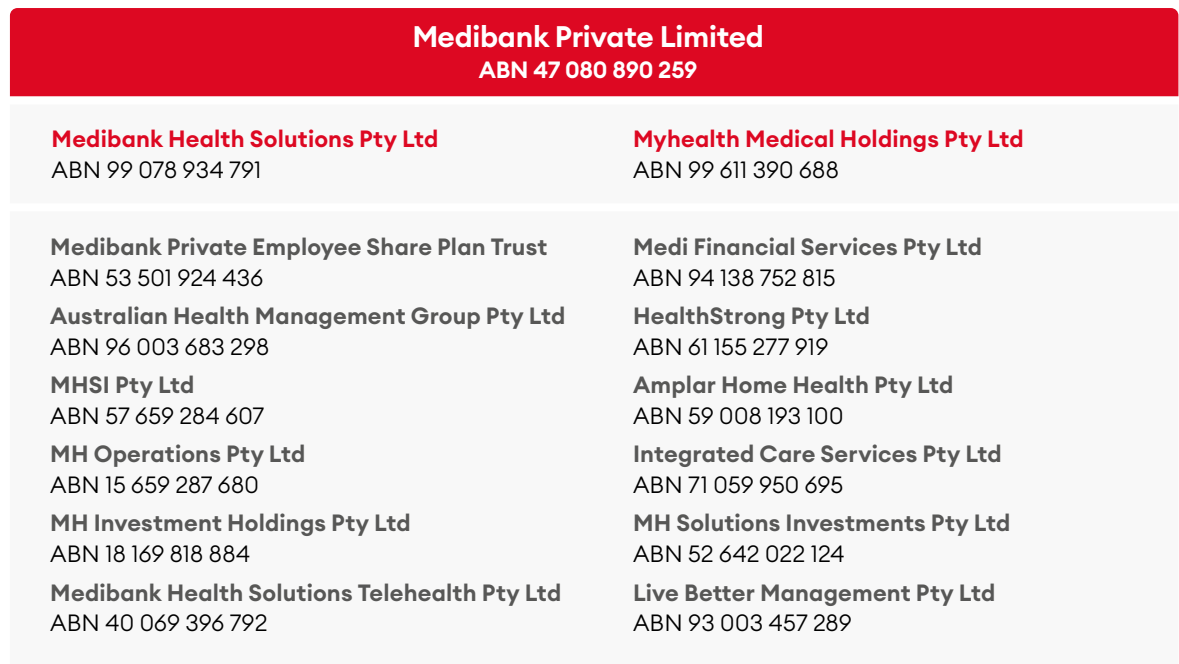 Medibank Private Limited
ABN 47 080 890 259
Medibank Health Solutions Pty Ltd
ABN 99 078 934 791
Myhealth Medical Holdings Pty Ltd
ABN 99 611 390 688
Medibank Private Employee Share Plan Trust
ABN 53 501 924 436
Australian Health Management Group Pty Ltd
ABN 96 003 683 298
MHSI Pty Ltd
ABN 57 659 284 607
MH Operations Pty Ltd
ABN 15 659 287 680
MH Investment Holdings Pty Ltd
ABN 18 169 818 884
Medibank Health Solutions Telehealth Pty Ltd
ABN 40 069 396 792
Medi Financial Services Pty Ltd
ABN 94 138 752 815
HealthStrong Pty Ltd
ABN 61 155 277 919
Amplar Home Health Pty Ltd
ABN 59 008 193 100
Integrated Care Services Pty Ltd
ABN 71 059 950 695
MH Solutions Investments Pty Ltd
ABN 52 642 022 124
Live Better Management Pty Ltd
ABN 93 003 457 289